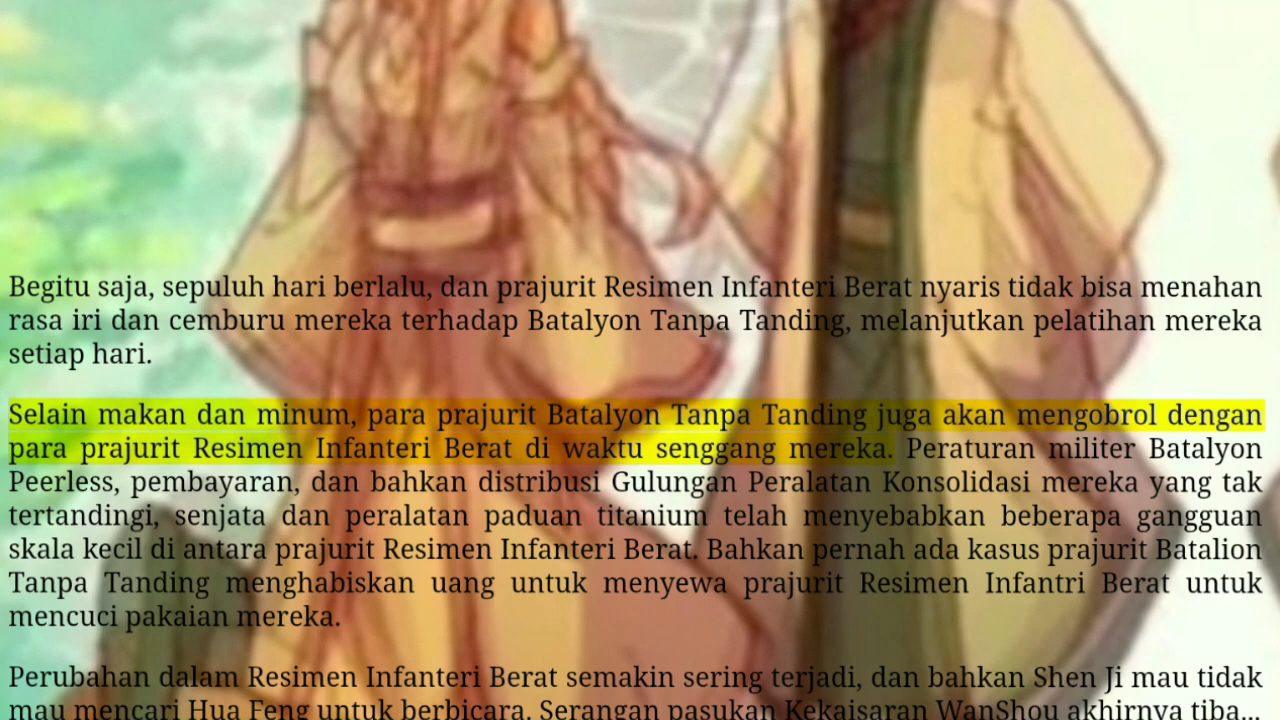 Begitu saja, sepuluh hari berlalu, dan prajurit Resimen Infanteri Berat nyaris tidak bisa menahan
rasa iri dan cemburu mereka terhadap Batalyon Tanpa Tanding, melanjutkan pelatihan mereka
setiap hari.
Selain makan dan minum, para prajurit Batalyon Tanpa Tanding juga akan mengobrol dengan
para prajurit Resimen Infanteri Berat di waktu senggang mereka. Peraturan militer Batalyon
Peerless, pembayaran, dan bahkan distribusi Gulungan Peralatan Konsolidasi mereka yang tak
tertandingi, senjata dan peralatan paduan titanium telah menyebabkan beberapa gangguan
skala kecil di antara prajurit Resimen Infanteri Berat. Bahkan pernah ada kasus prajurit Batalion
Tanpa Tanding menghabiskan uang untuk menyewa prajurit Resimen Infantri Berat untuk
mencuci pakaian mereka.
Perubahan dalam Resimen Infanteri Berat semakin sering terjadi, dan bahkan Shen Ji mau tidak
mau mencari Hua Feng untuk berbicara. Serangan pasukan Kekaisaran WanShou akhirnya tiba...